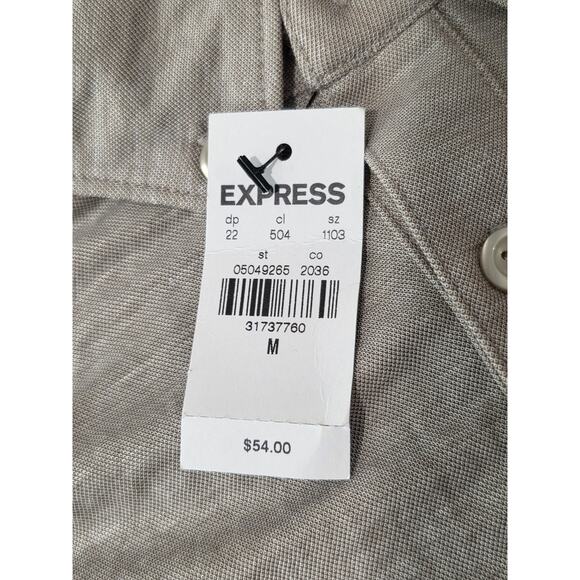 EXPRESS
dp cl sz
22 504 1103
st co
05049265 2036
31737760
M
$54.00